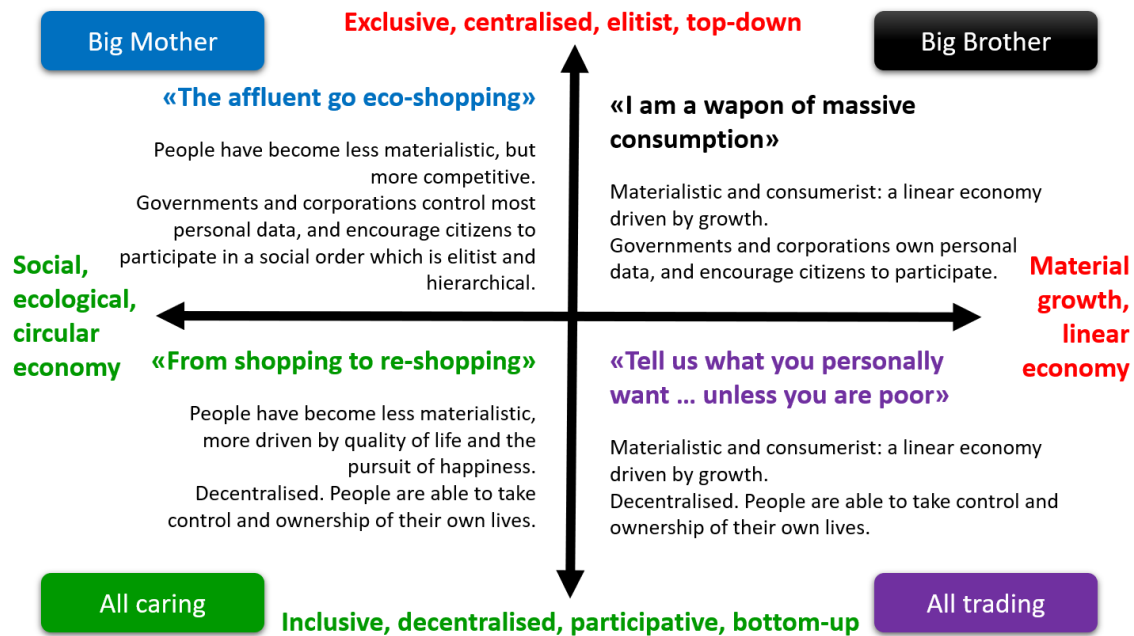 Big Mother
Exclusive, centralised, elitist, top-down
Big Brother
«The affluent go eco-shopping»
People have become less materialistic, but
more competitive.
Governments and corporations control most
personal data, and encourage citizens to
participate in a social order which is elitist and
hierarchical.
«I am a wapon of massive
consumption»
Materialistic and consumerist: a linear economy
driven by growth.
Governments and corporations own personal
data, and encourage citizens to participate.
Social,
ecological,
circular
economy
Material
growth,
linear
economy
«From shopping to re-shopping»
People have become less materialistic,
more driven by quality of life and the
pursuit of happiness.
Decentralised. People are able to take
control and ownership of their own lives.
«Tell us what you personally
want ... unless you are poor»
Materialistic and consumerist: a linear economy
driven by growth.
Decentralised. People are able to take control and
ownership of their own lives.
All caring
Inclusive, decentralised, participative, bottom-up
All trading